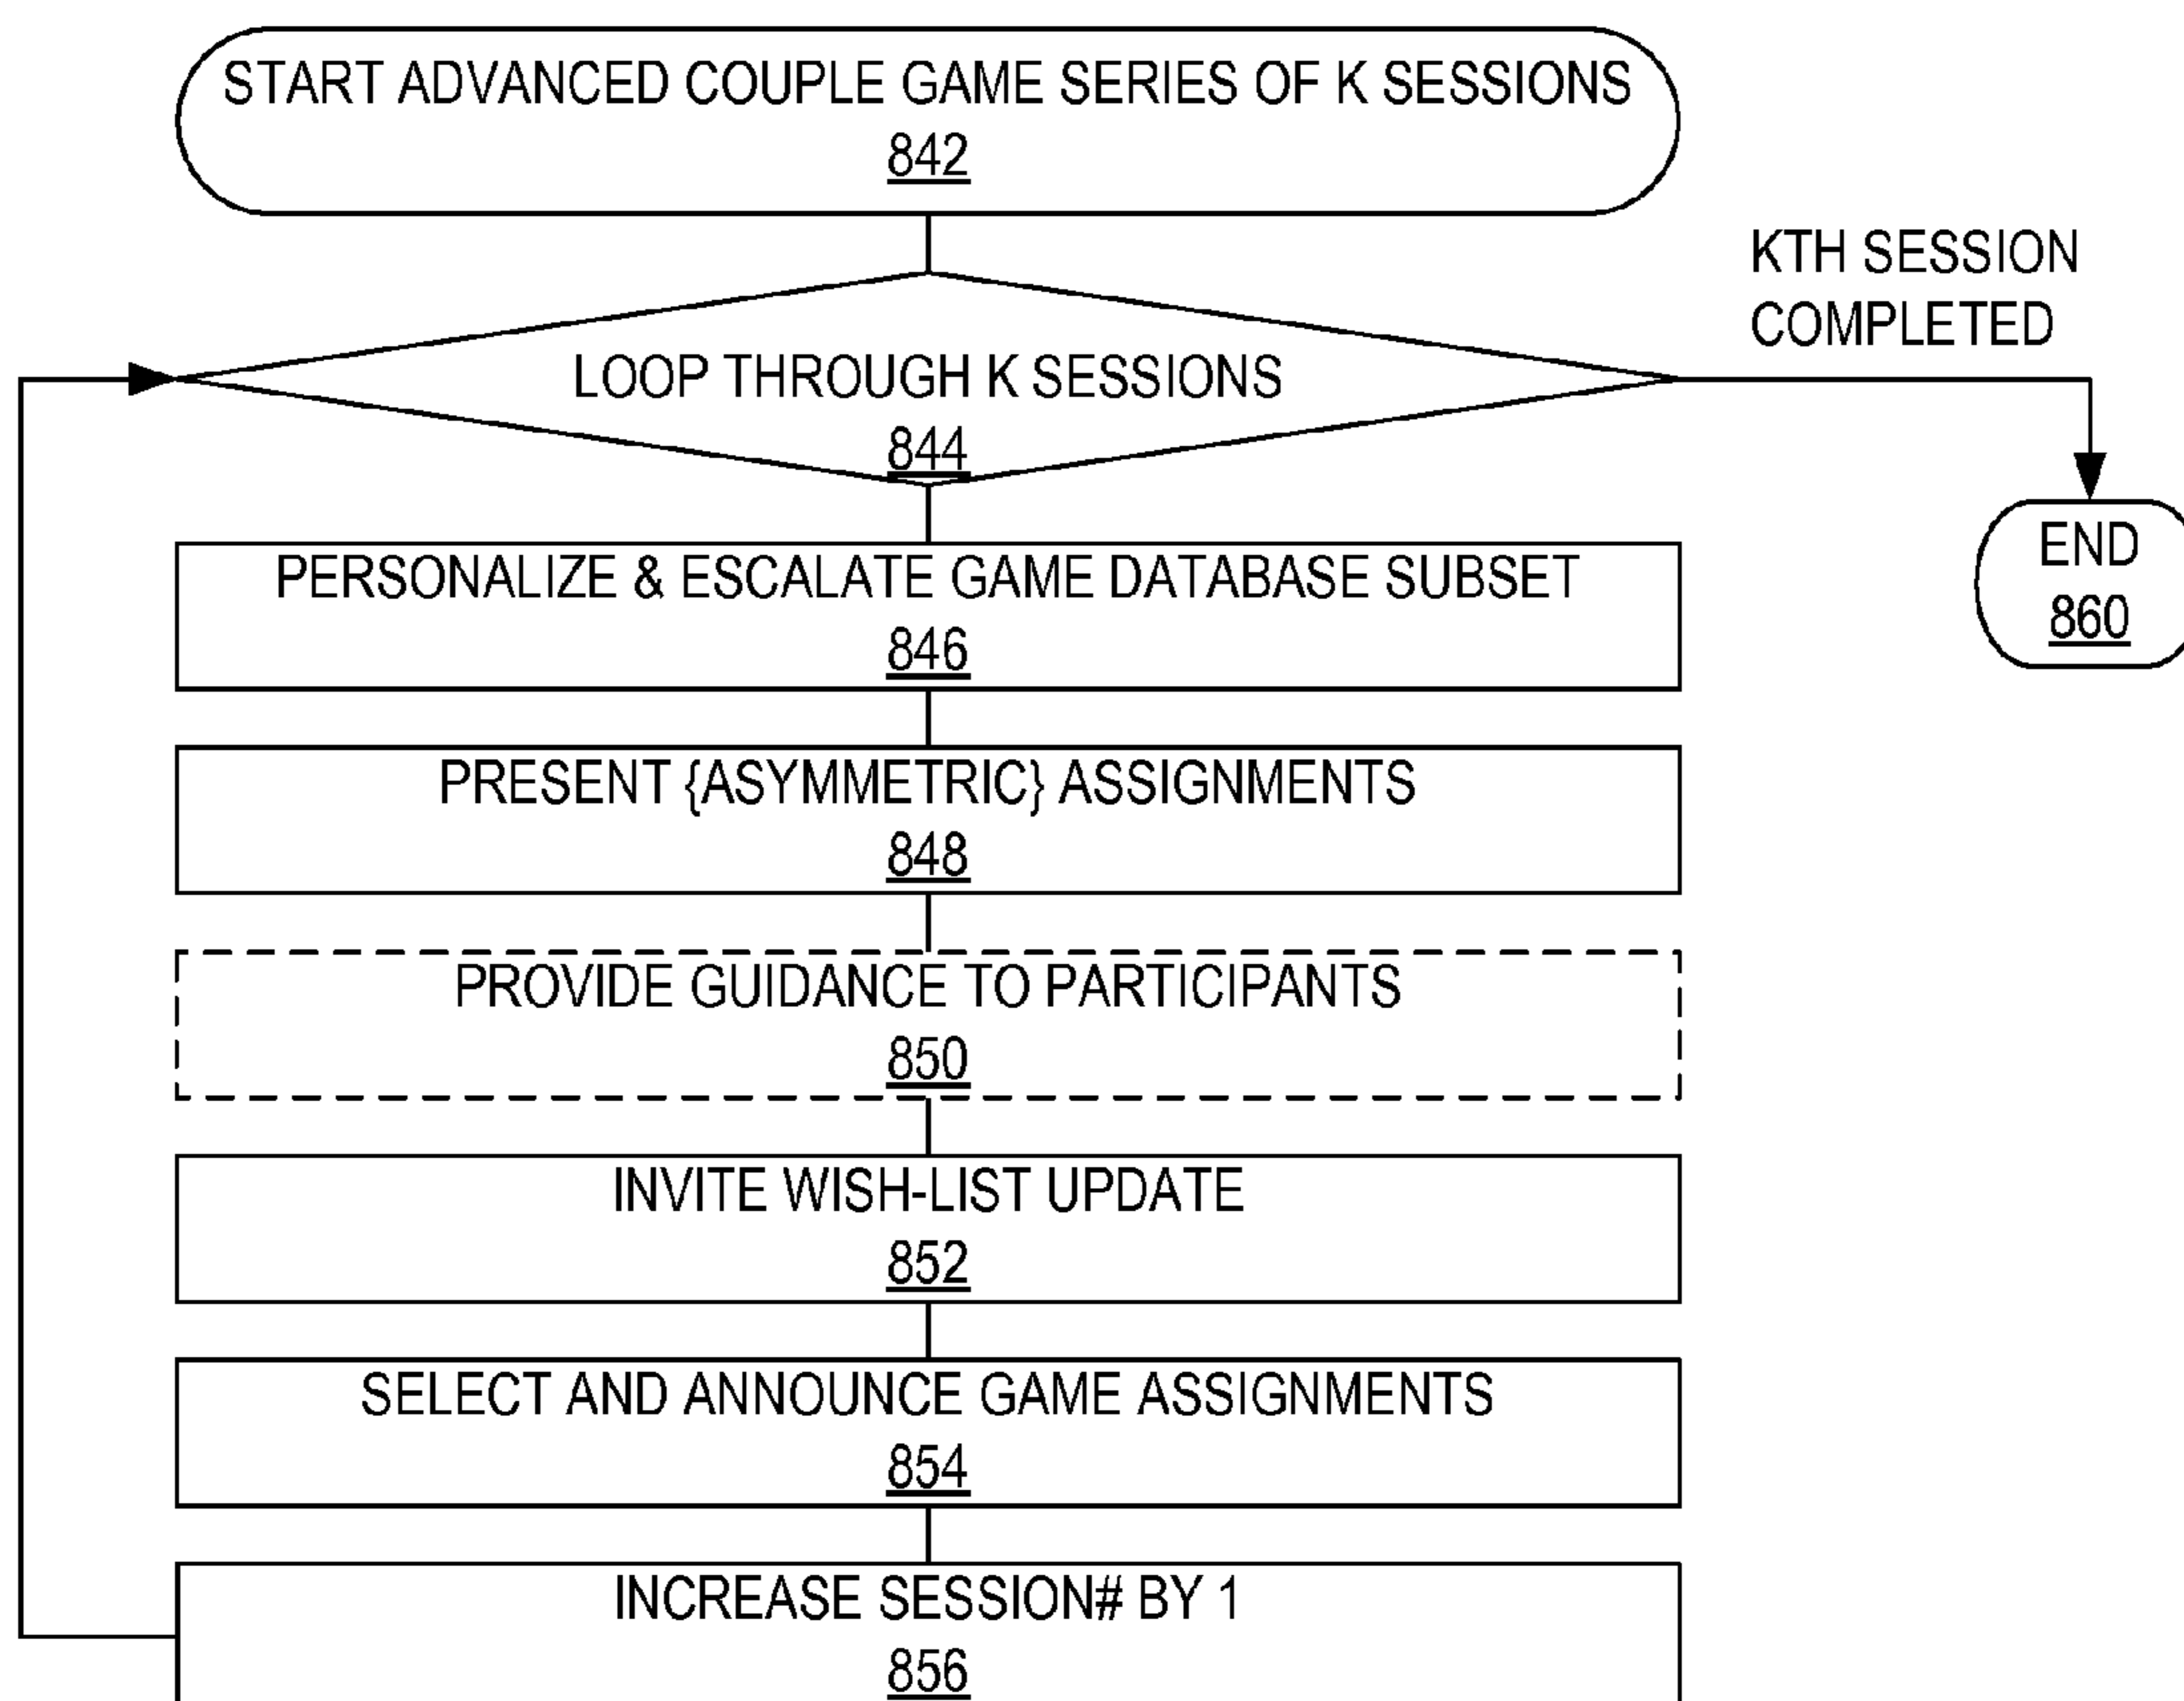 START ADVANCED COUPLE GAME SERIES OF K SESSIONS
842
KTH SESSION
COMPLETED
LOOP THROUGH K SESSIONS
844
END
860
PERSONALIZE & ESCALATE GAME DATABASE SUBSET
846
PRESENT {ASYMMETRIC} ASSIGNMENTS
848
PROVIDE GUIDANCE TO PARTICIPANTS
850
INVITE WISH-LIST UPDATE
852
SELECT AND ANNOUNCE GAME ASSIGNMENTS
854
INCREASE SESSION# BY 1
856